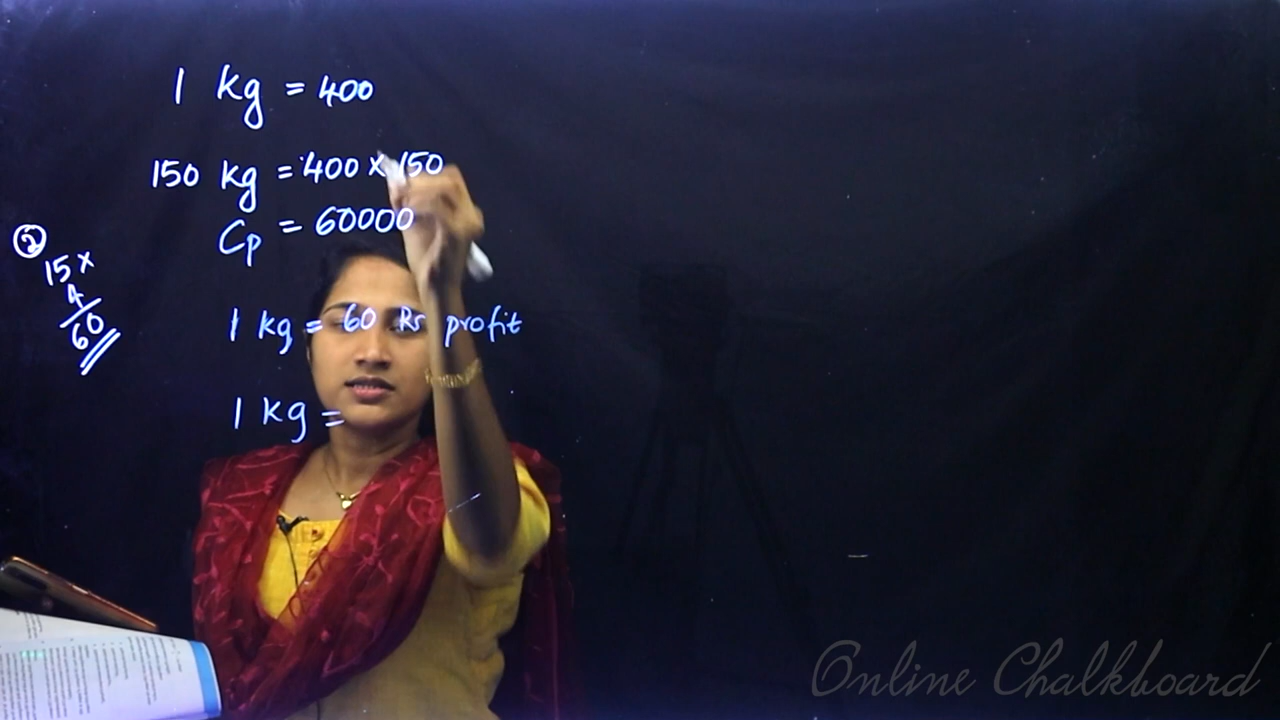 1 kg = 400
150 kg = 400 × 150
Cp = 60000
②
15 ×
4
60
1 kg = 60 Rs profit
1 kg =
Online Chalkboard